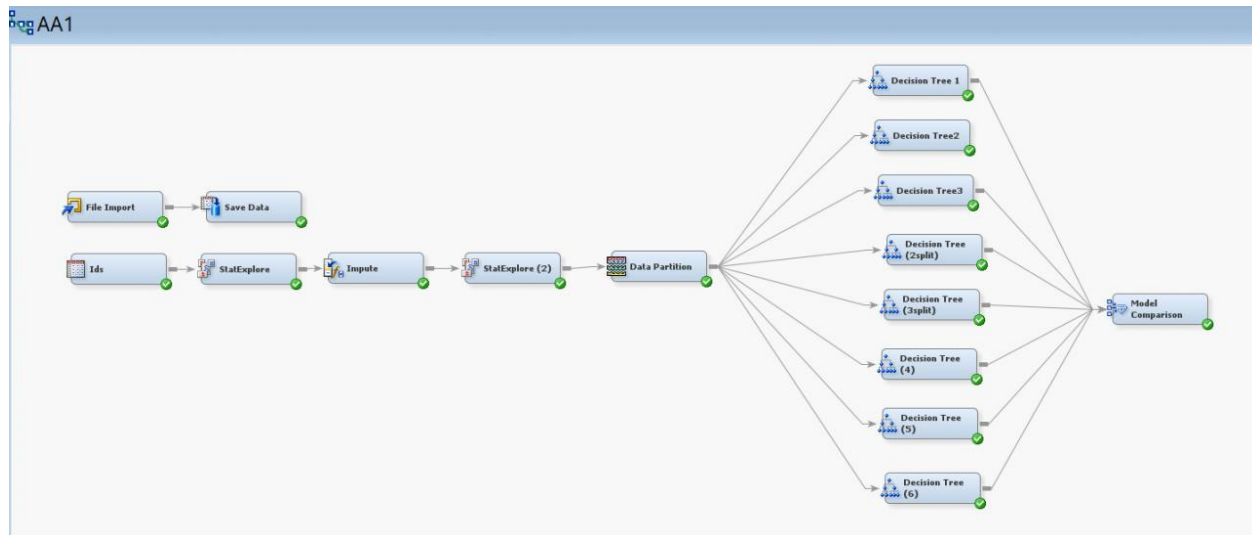 AA1
Decision Tree 1
Decision Tree2
File Import
Save Data
Decision Tree3
Ids
StatExplore
Impute
StatExplore (2)
Data Partition
Decision Tree
(2split)
Decision Tree
(3split)
Model
Comparison
Decision Tree
(4)
Decision Tree
(5)
Decision Tree
(6)